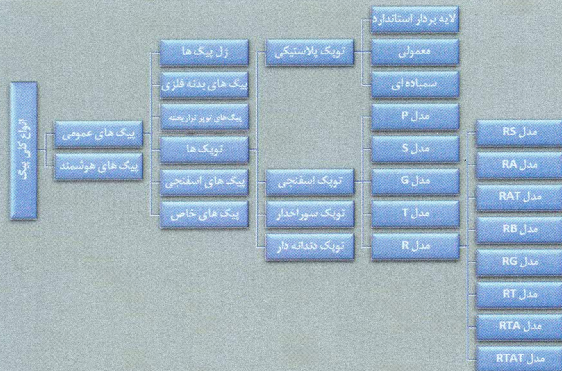 انواع کلی پیگ
پیگ های عمومی
پیگ های هوشمند
ژل پیگ ها
پیگ های بدنه فلزی
پیگ‌های توپر تراریخته
توپک ها
پیگ های اسفنجی
پیگ های خاص
توپک پلاستیکی
توپک اسفنجی
توپک سوراخدار
توپک دندانه دار
لایه بردار استاندارد
معمولی
سمباده ای
مدل P
مدل S
مدل G
مدل T
مدل R
مدل RS
مدل RA
مدل RAT
مدل RB
مدل RG
مدل RT
مدل RTA
مدل RTAT